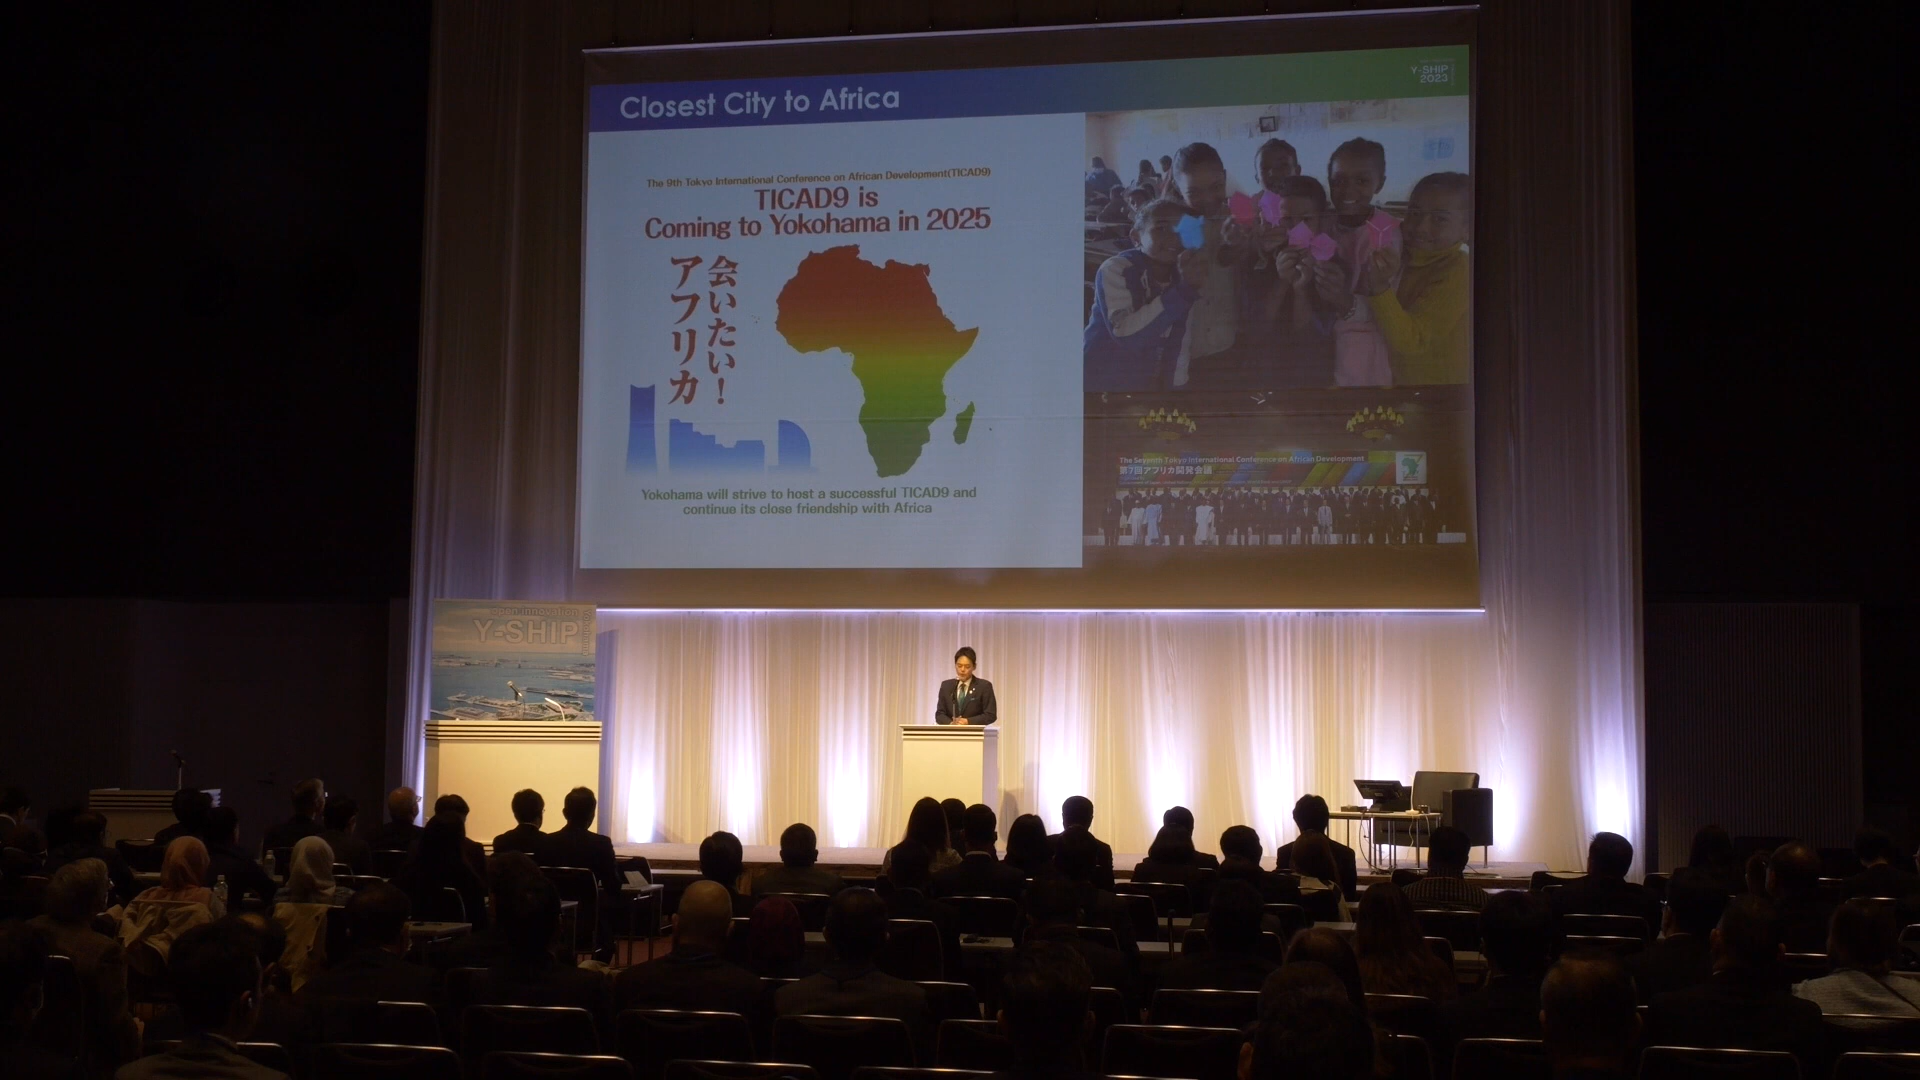 Closest City to Africa
Y-SHIP
2023
The 9th Tokyo International Conference on African Development(TICAD9)
TICAD9 is
Coming to Yokohama in 2025
会いたい！
アフリカ
Yokohama will strive to host a successful TICAD9 and
continue its close friendship with Africa
The Seventh Tokyo International Conference on African Development
第7回アフリカ開発会議
open innovation
Y-SHIP